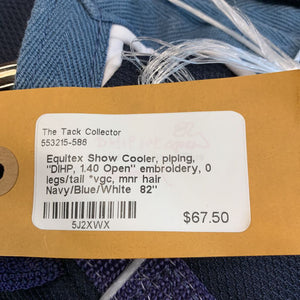 The Tack Collector
553215-586
Equitex Show Cooler, piping,
"DIHP, 1.40 Open" embroidery, 0
legs/tail *vgc, mnr hair
Navy/Blue/White 82"
5J2XWX
$67.50